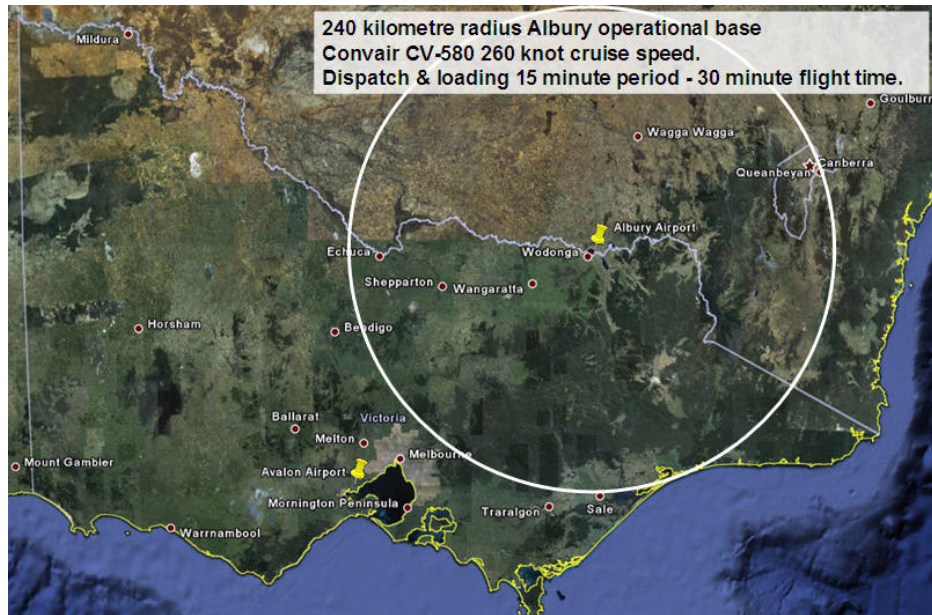 240 kilometre radius Albury operational base
Convair CV-580 260 knot cruise speed.
Dispatch & loading 15 minute period - 30 minute flight time.
Mildura
Goulburn
Wagga Wagga
Canberra
Queanbeyan
Albury Airport
Echuca
Wodonga
Shepparton
Wangaratta
Horsham
Bendigo
Ballarat
Victoria
Melton
Melbourne
Mount Gambier
Avalon Airport
Mornington Peninsula
Traralgon
Sale
Warrnambool